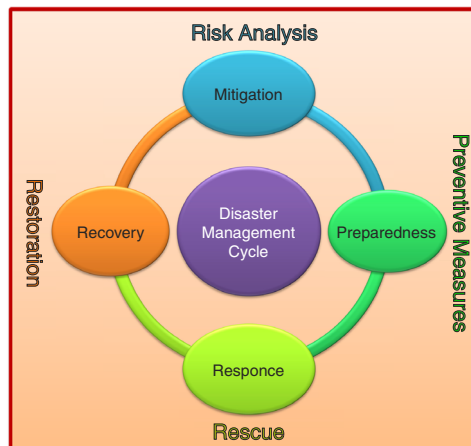 Risk Analysis
Mitigation
Preventive Measures
Preparedness
Disaster
Management
Cycle
Recovery
Restoration
Responce
Rescue